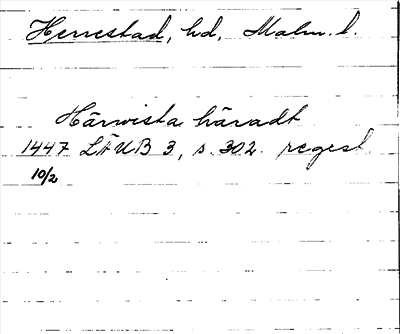 Herrestad, hd, Malm. l.
Härwista häradt
1447 LÄUB 3, s. 302. regest
10/2